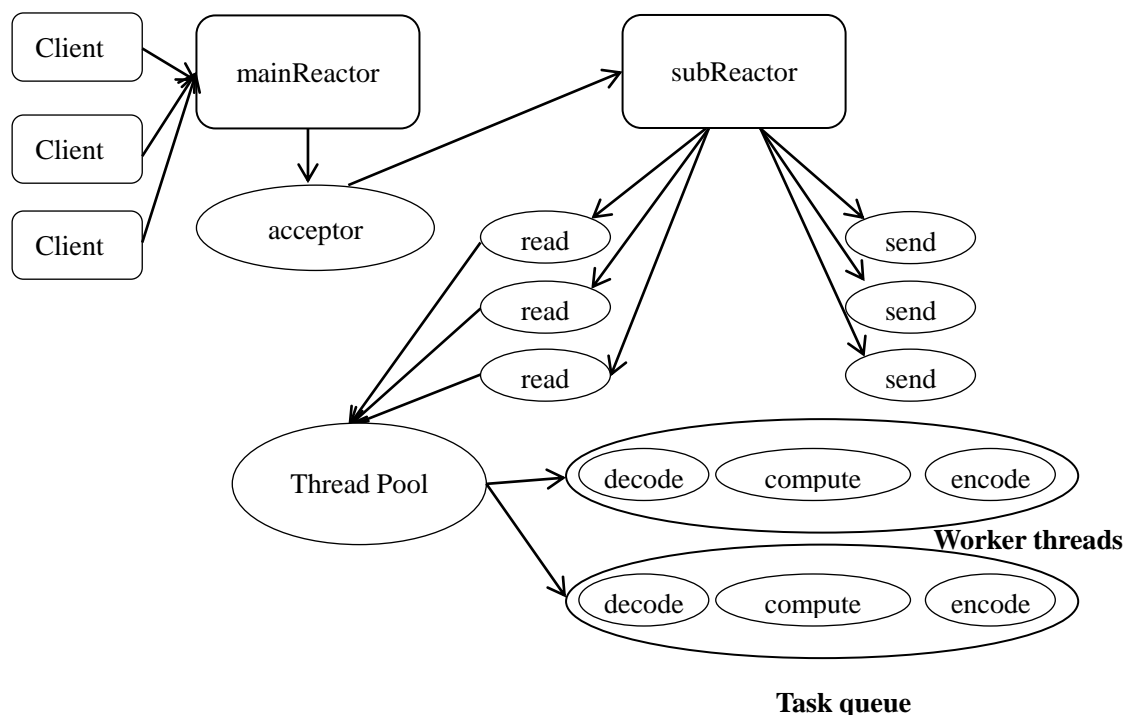 Client
mainReactor
subReactor
Client
Client
acceptor
read
send
read
send
read
send
Thread Pool
decode
compute
encode
Worker threads
decode
compute
encode
Task queue